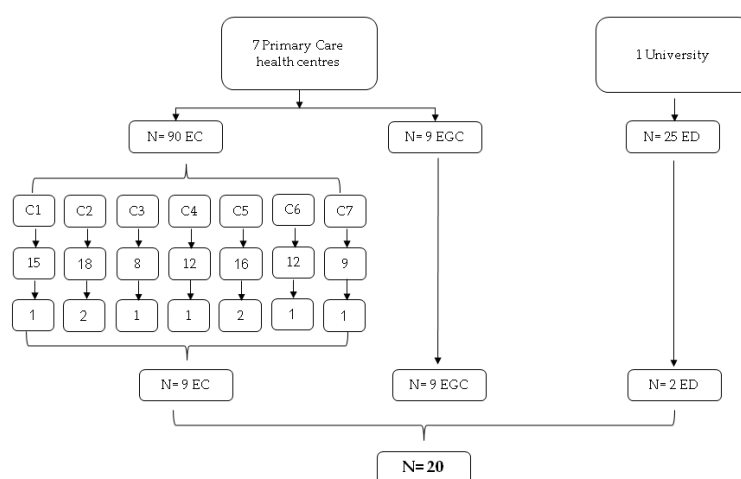 7 Primary Care
health centres
1 University
N= 90 EC
N= 9 EGC
N= 25 ED
C1
C2
C3
C4
C5
C6
C7
15
18
8
12
16
12
9
1
2
1
1
2
1
1
N= 9 EC
N= 9 EGC
N= 2 ED
N= 20